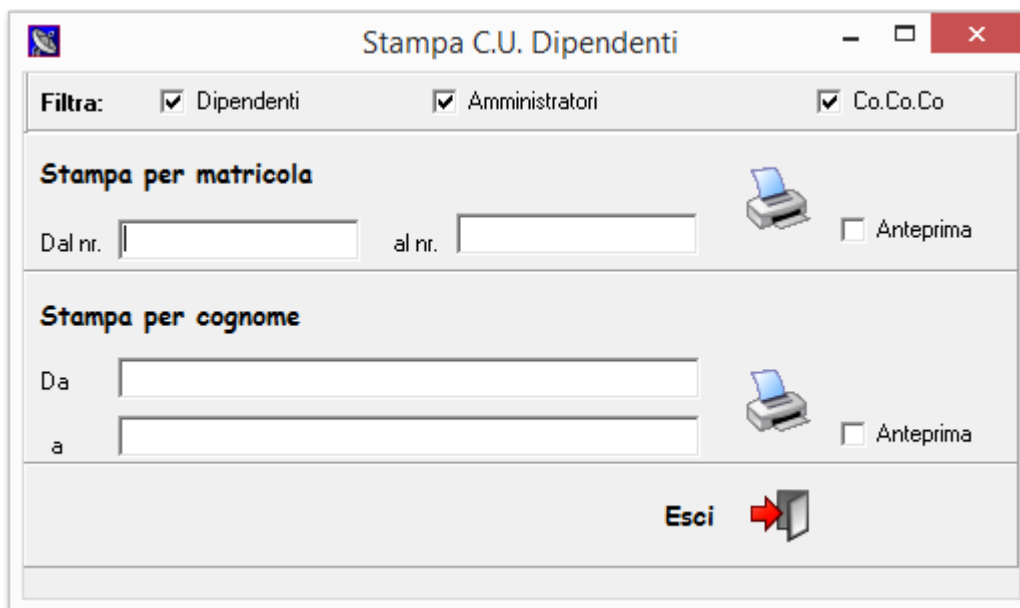 Stampa C.U. Dipendenti
Filtra: Dipendenti Amministratori Co.Co.Co
Stampa per matricola
Dal nr. al nr. Anteprima
Stampa per cognome
Da
a Anteprima
Esci